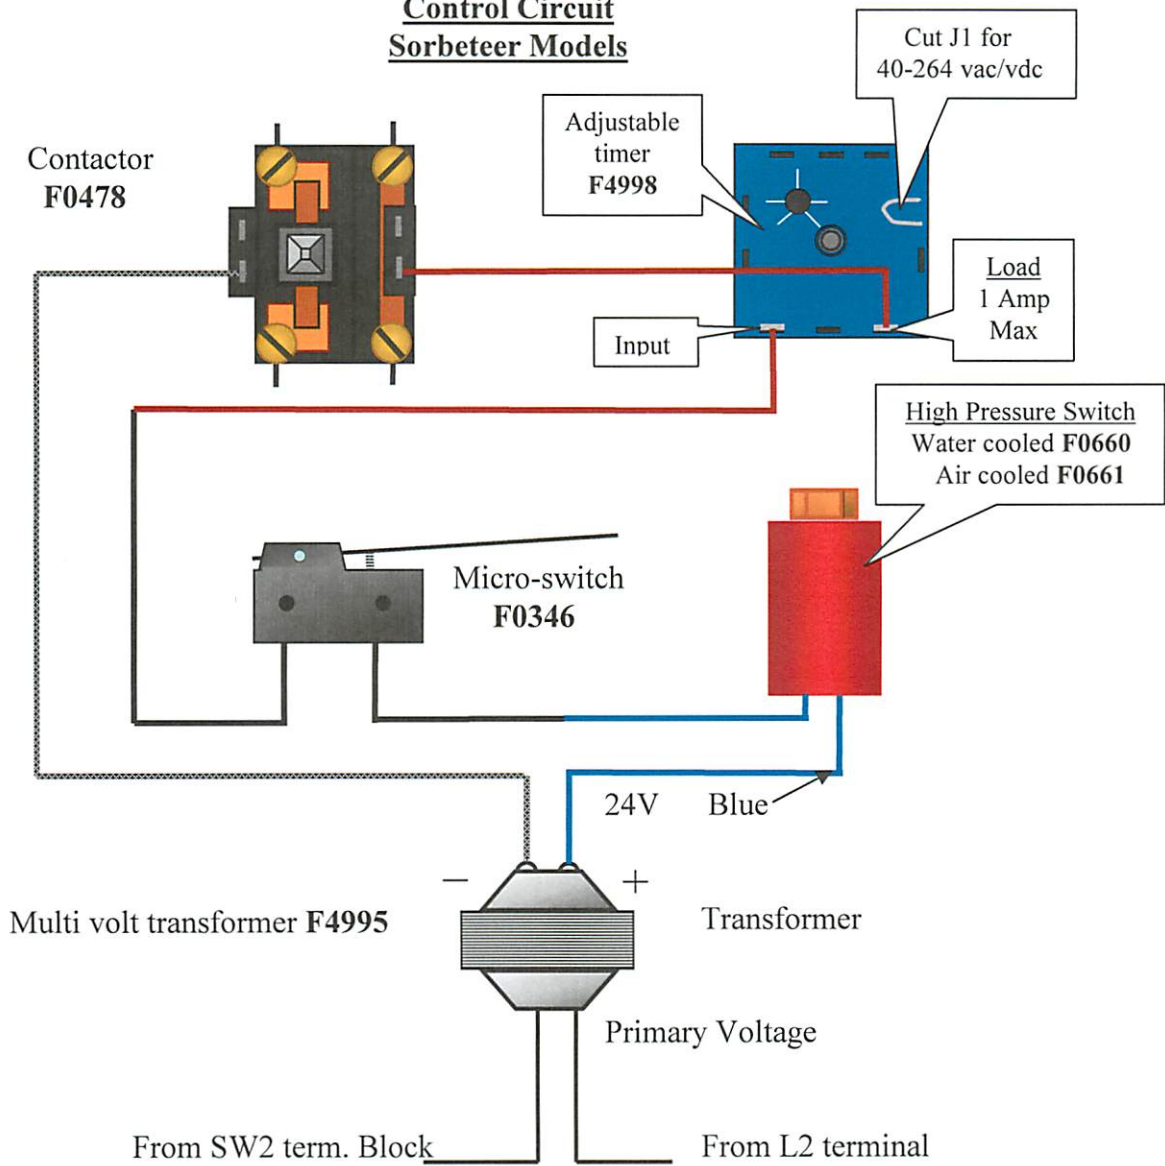 Control Circuit
Sorbeteer Models
Cut J1 for
40-264 vac/vdc
Adjustable
timer
F4998
Contactor
F0478
Load
1 Amp
Max
Input
High Pressure Switch
Water cooled F0660
Air cooled F0661
Micro-switch
F0346
24V
Blue
−
+
Multi volt transformer F4995
Transformer
Primary Voltage
From SW2 term. Block
From L2 terminal